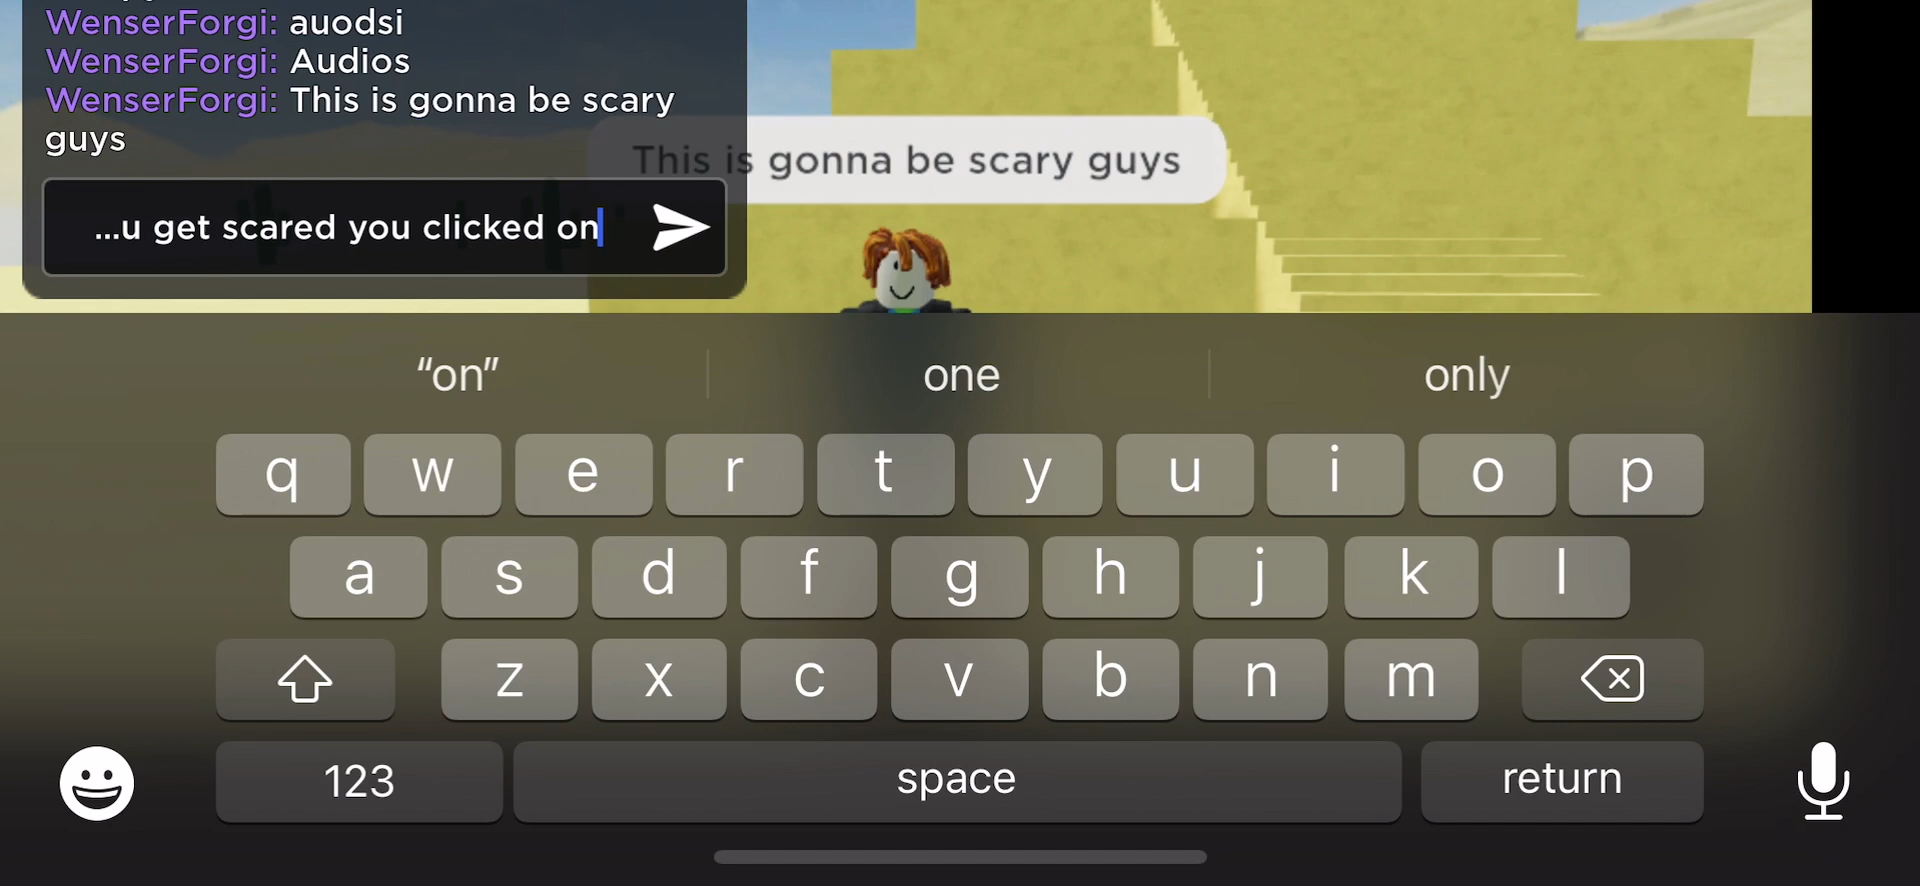 WenserForgi: auodsi
WenserForgi: Audios
WenserForgi: This is gonna be scary
guys
This is gonna be scary guys
...u get scared you clicked on
“on” one only
q w e r t y u i o p
a s d f g h j k l
z x c v b n m
123 space return